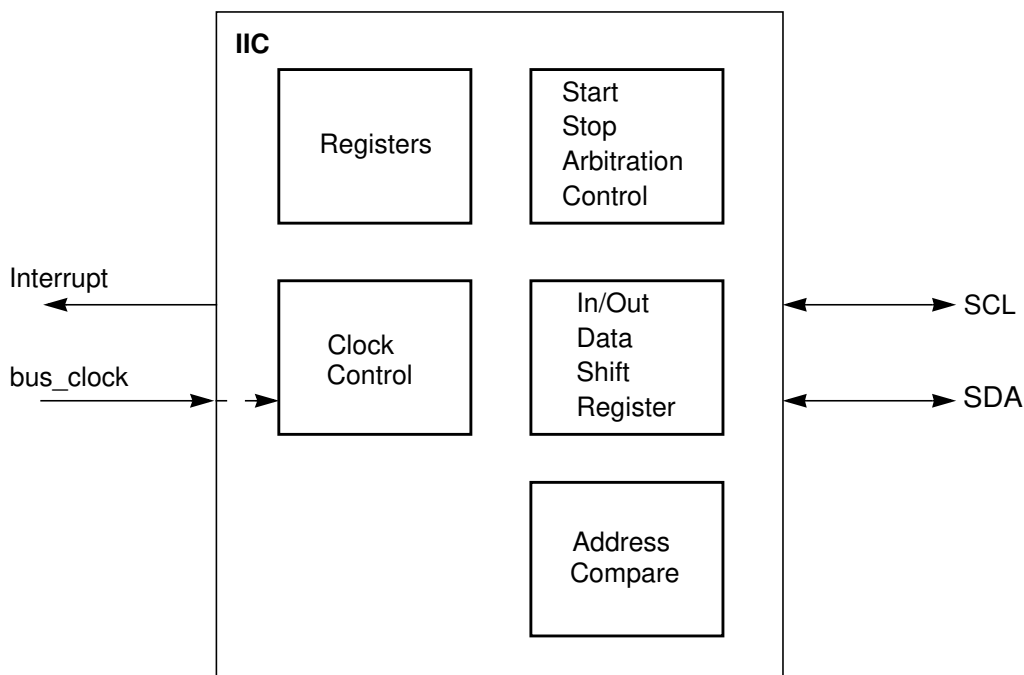 IIC
Registers
Start
Stop
Arbitration
Control
Interrupt
bus_clock
Clock
Control
In/Out
Data
Shift
Register
SCL
SDA
Address
Compare